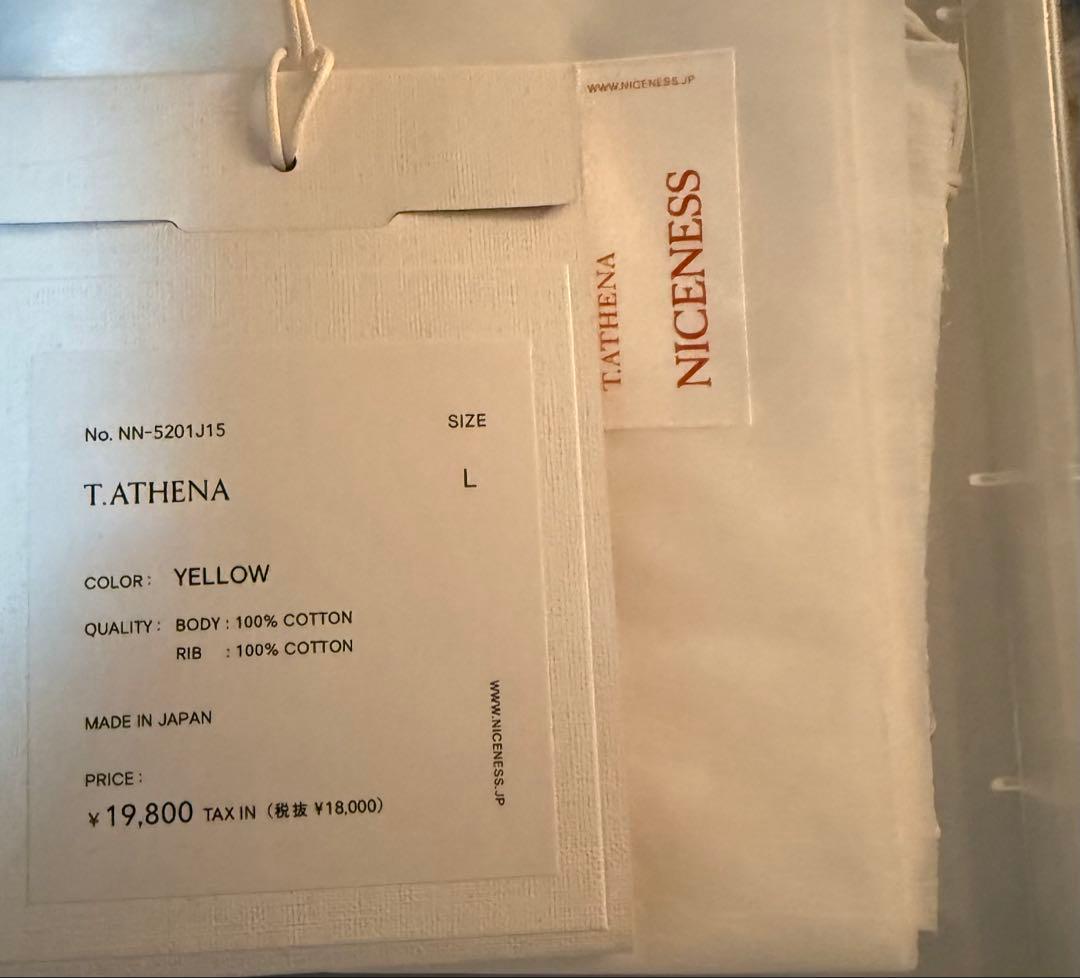 WWW.NICENESS.JP
NICENESS
T.ATHENA
No. NN-5201J15
SIZE
T.ATHENA
L
COLOR : YELLOW
QUALITY : BODY : 100% COTTON
RIB : 100% COTTON
MADE IN JAPAN
WWW.NICENESS.JP
PRICE :
¥ 19,800 TAX IN (税抜 ¥18,000)